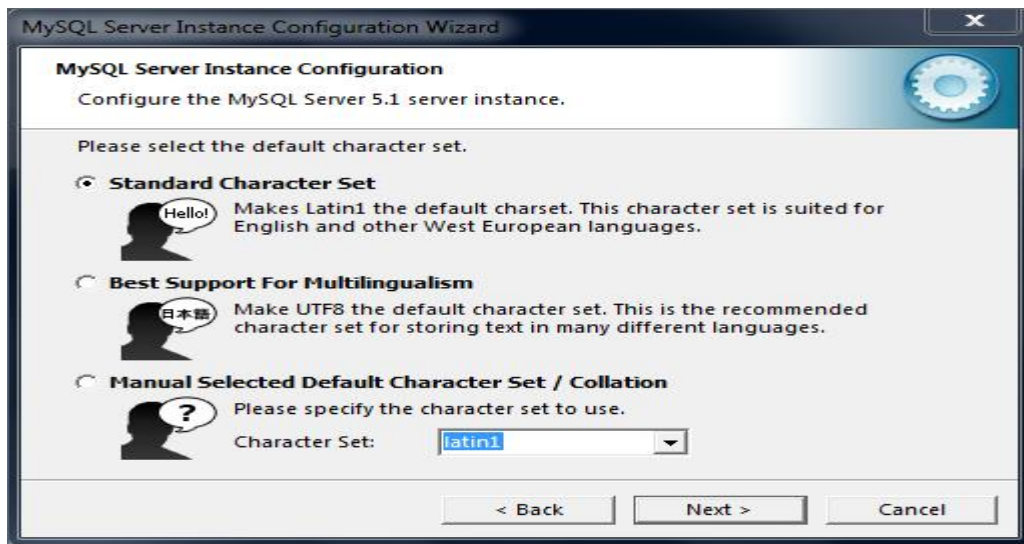 MySQL Server Instance Configuration Wizard
MySQL Server Instance Configuration
Configure the MySQL Server 5.1 server instance.
Please select the default character set.
Standard Character Set
Hello!
Makes Latin1 the default charset. This character set is suited for
English and other West European languages.
Best Support For Multilingualism
日本語
Make UTF8 the default character set. This is the recommended
character set for storing text in many different languages.
Manual Selected Default Character Set / Collation
?
Please specify the character set to use.
Character Set: latin1
< Back Next > Cancel